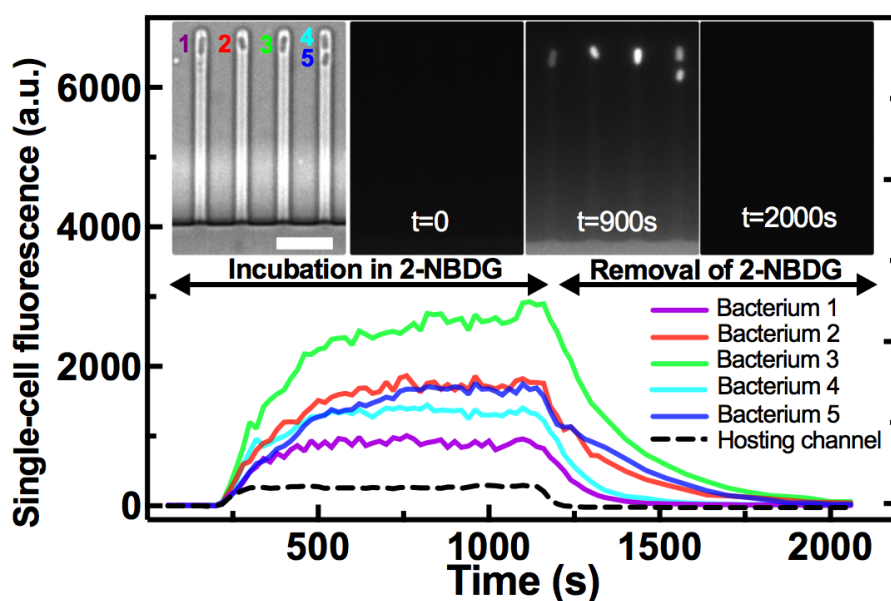 Single-cell fluorescence (a.u.)
6000
4000
2000
0
1 2 3 4
5
t=0
t=900s
t=2000s
Incubation in 2-NBDG
Removal of 2-NBDG
Bacterium 1
Bacterium 2
Bacterium 3
Bacterium 4
Bacterium 5
Hosting channel
500 1000 1500 2000
Time (s)